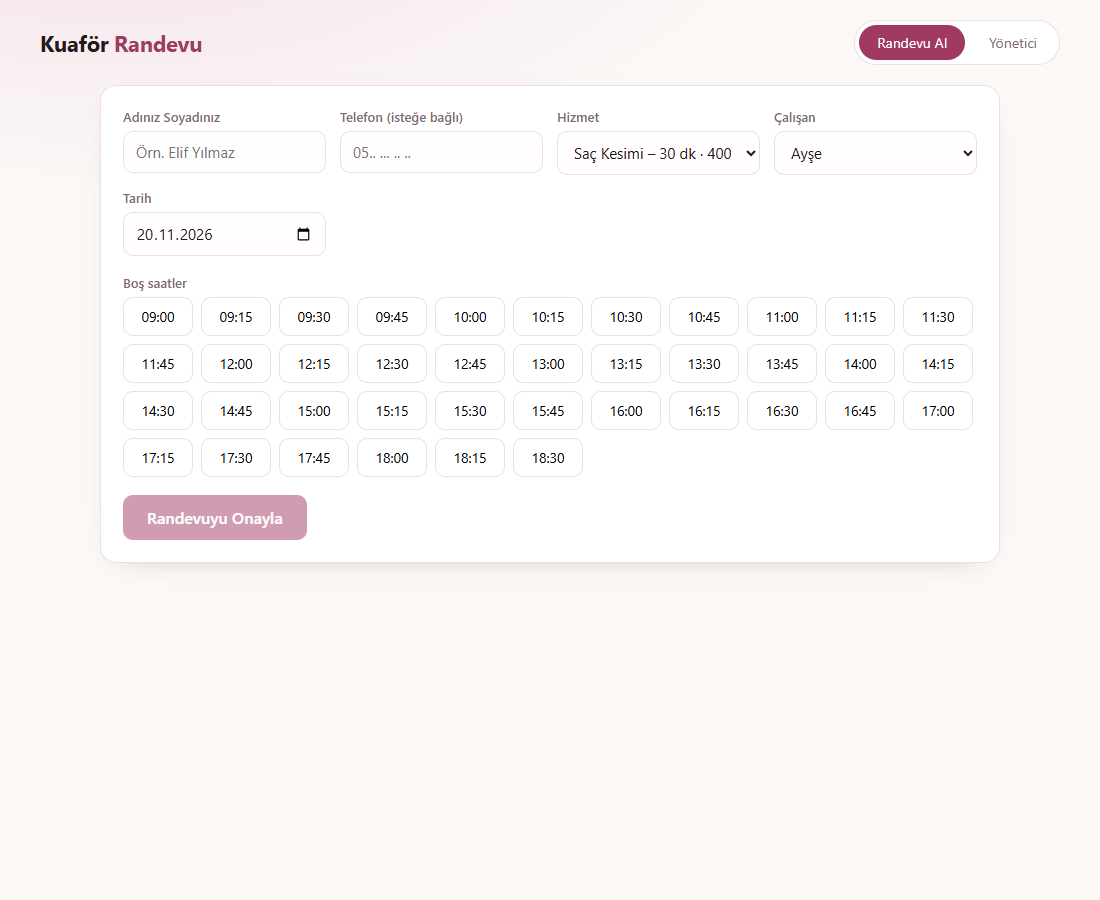 Kuaför Randevu
Randevu Al
Yönetici
Adınız Soyadınız
Telefon (isteğe bağlı)
Hizmet
Çalışan
Örn. Elif Yılmaz
05.. ... .. ..
Saç Kesimi – 30 dk · 400
Ayşe
Tarih
20.11.2026
Boş saatler
09:00 09:15 09:30 09:45 10:00 10:15 10:30 10:45 11:00 11:15 11:30
11:45 12:00 12:15 12:30 12:45 13:00 13:15 13:30 13:45 14:00 14:15
14:30 14:45 15:00 15:15 15:30 15:45 16:00 16:15 16:30 16:45 17:00
17:15 17:30 17:45 18:00 18:15 18:30
Randevuyu Onayla